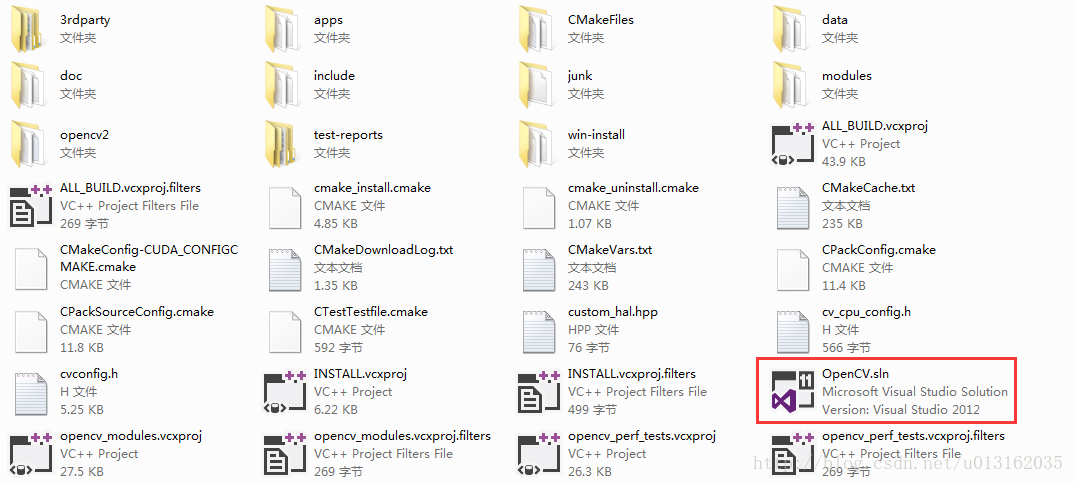 3rdparty
文件夹
apps
文件夹
CMakeFiles
文件夹
data
文件夹
doc
文件夹
include
文件夹
junk
文件夹
modules
文件夹
opencv2
文件夹
test-reports
文件夹
win-install
文件夹
ALL_BUILD.vcxproj
VC++ Project
43.9 KB
ALL_BUILD.vcxproj.filters
VC++ Project Filters File
269 字节
cmake_install.cmake
CMAKE 文件
4.85 KB
cmake_uninstall.cmake
CMAKE 文件
1.07 KB
CMakeCache.txt
文本文档
235 KB
CMakeConfig-CUDA_CONFIGC
MAKE.cmake
CMAKE 文件
CMakeDownloadLog.txt
文本文档
1.35 KB
CMakeVars.txt
文本文档
243 KB
CPackConfig.cmake
CMAKE 文件
11.4 KB
CPackSourceConfig.cmake
CMAKE 文件
11.8 KB
CTestTestfile.cmake
CMAKE 文件
592 字节
custom_hal.hpp
HPP 文件
76 字节
cv_cpu_config.h
H 文件
566 字节
cvconfig.h
H 文件
5.25 KB
INSTALL.vcxproj
VC++ Project
6.22 KB
INSTALL.vcxproj.filters
VC++ Project Filters File
499 字节
11
OpenCV.sln
Microsoft Visual Studio Solution
Version: Visual Studio 2012
opencv_modules.vcxproj
VC++ Project
27.5 KB
opencv_modules.vcxproj.filters
VC++ Project Filters File
269 字节
opencv_perf_tests.vcxproj
VC++ Project
26.3 KB
opencv_perf_tests.vcxproj.filters
VC++ Project Filters File
269 字节
http://blog.csdn.net/u013162035